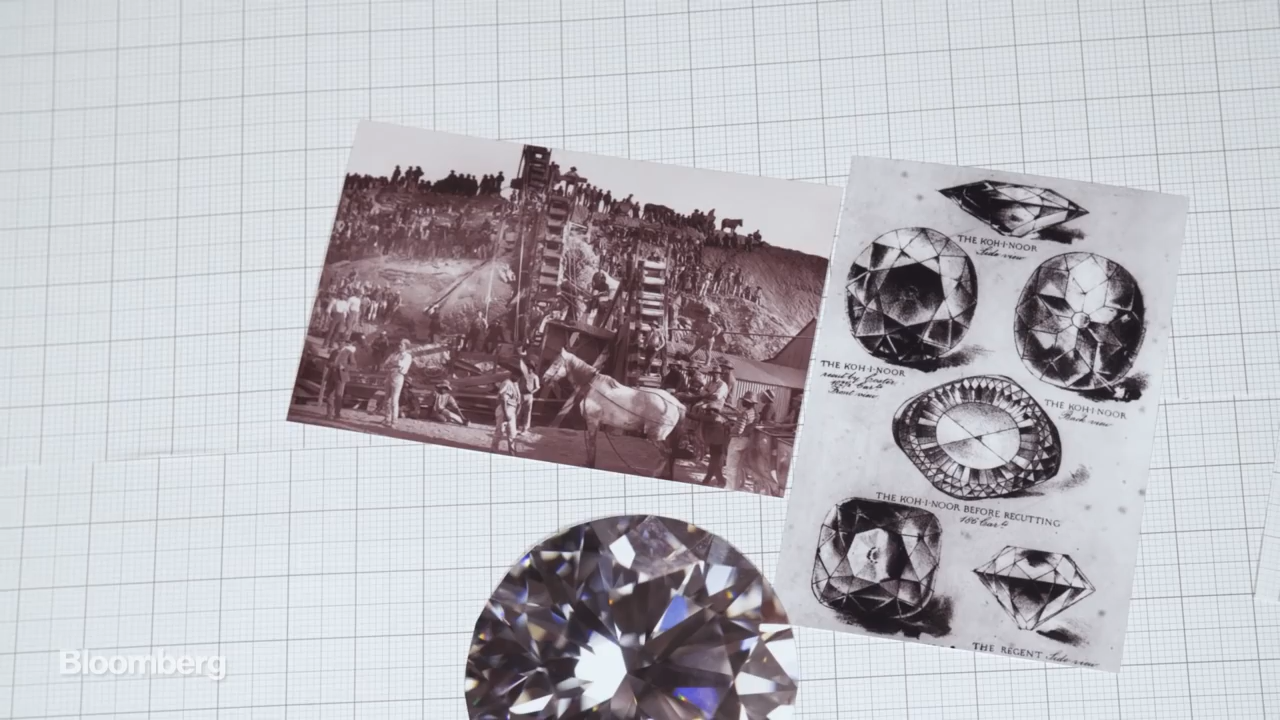 THE KOH-I-NOOR
Side view
THE KOH-I-NOOR
Front view
THE KOH-I-NOOR
Back view
THE KOH-I-NOOR BEFORE RECUTTING
186 Carts
THE REGENT Side view
Bloomberg